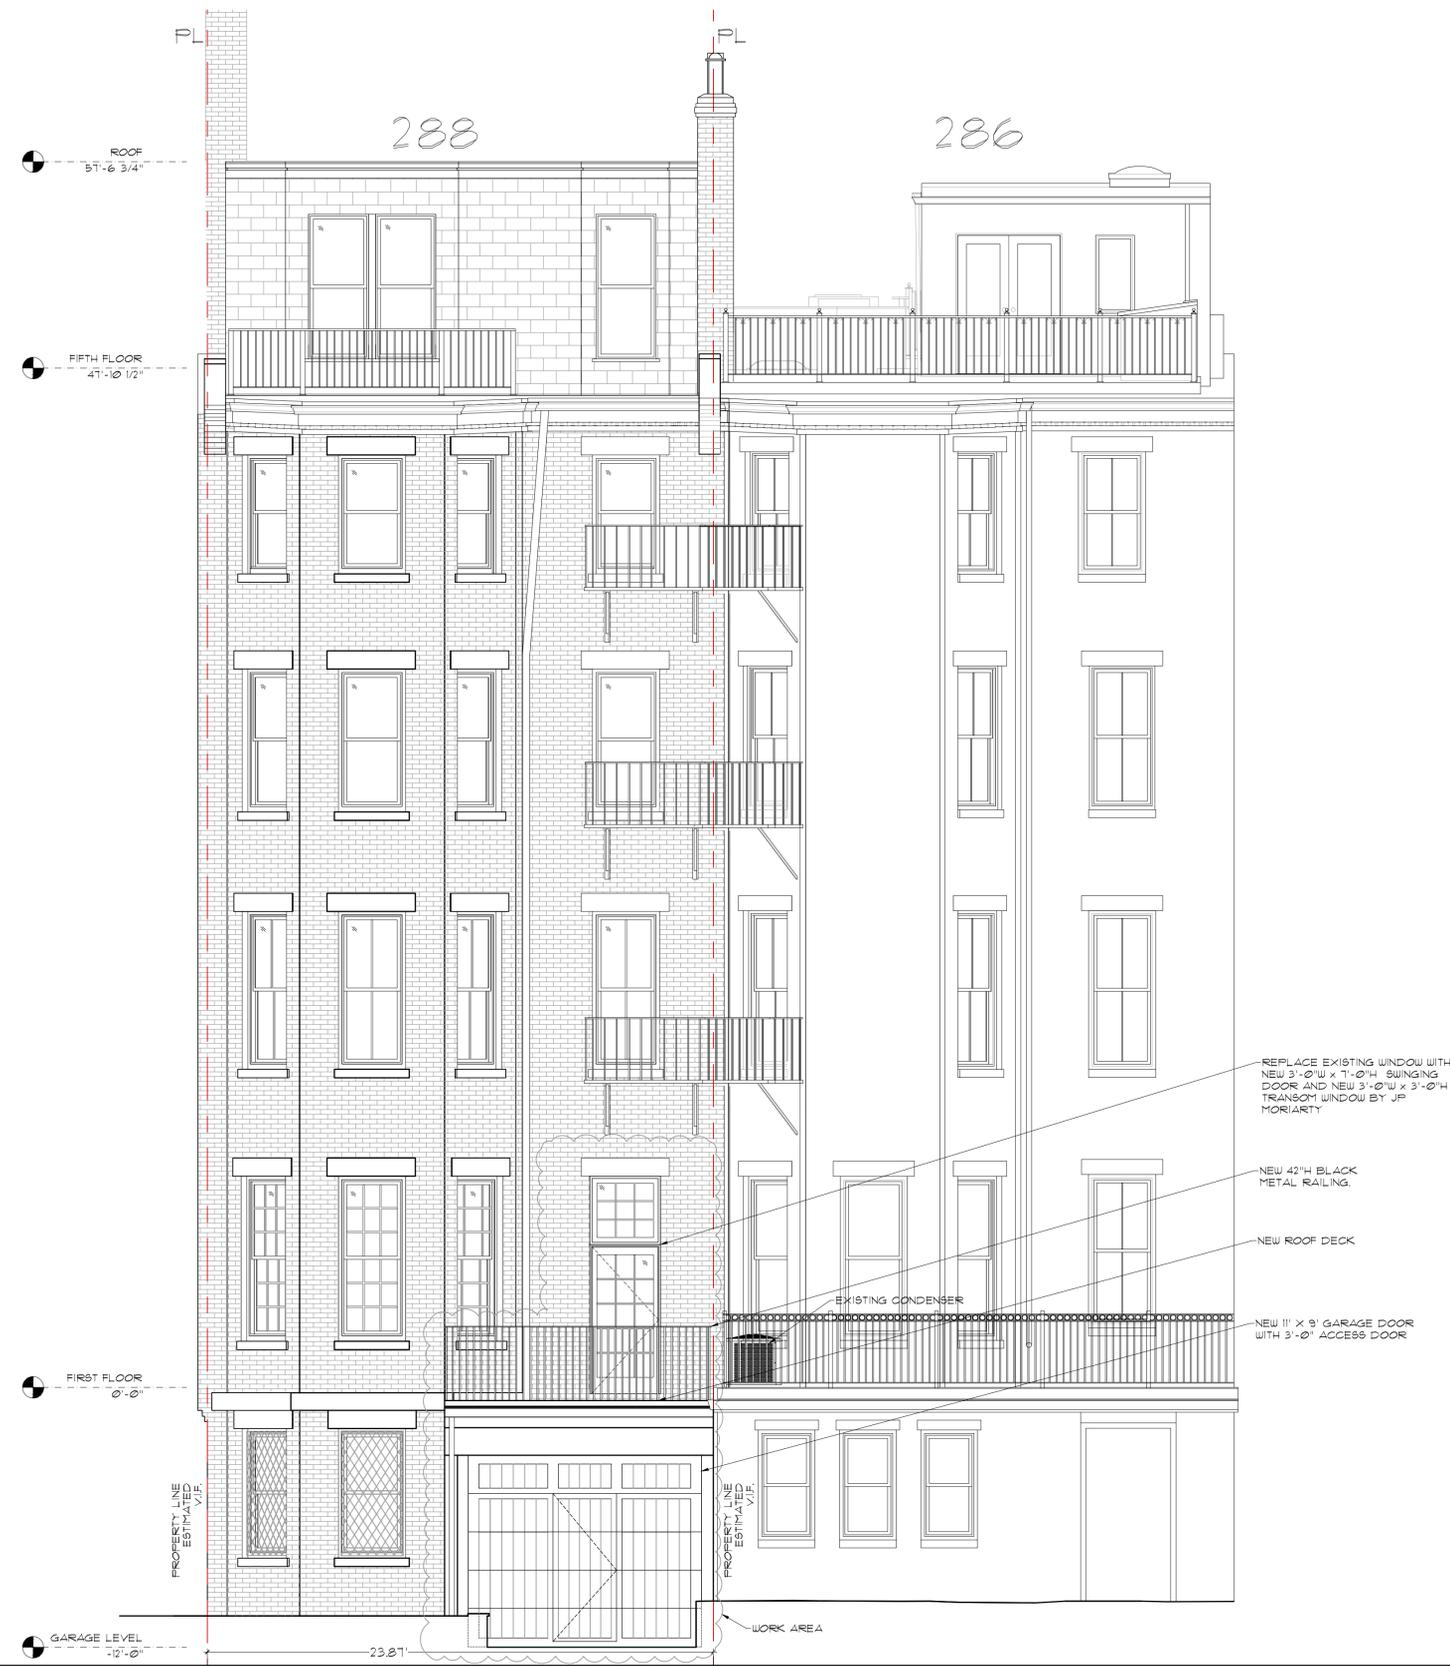 PL
PL
288
286
ROOF
57'-6 3/4"
FIFTH FLOOR
47'-10 1/2"
REPLACE EXISTING WINDOW WITH
NEW 3'-0"W x 7'-0"H SWINGING
DOOR AND NEW 3'-0"W x 3'-0"H
TRANSOM WINDOW BY JP
MORIARTY
NEW 42"H BLACK
METAL RAILING.
NEW ROOF DECK
EXISTING CONDENSER
NEW 11' X 9' GARAGE DOOR
WITH 3'-0" ACCESS DOOR
FIRST FLOOR
0'-0"
PROPERTY LINE
ESTIMATED
V.I.F.
PROPERTY LINE
ESTIMATED
V.I.F.
WORK AREA
GARAGE LEVEL
-12'-0"
23.87'